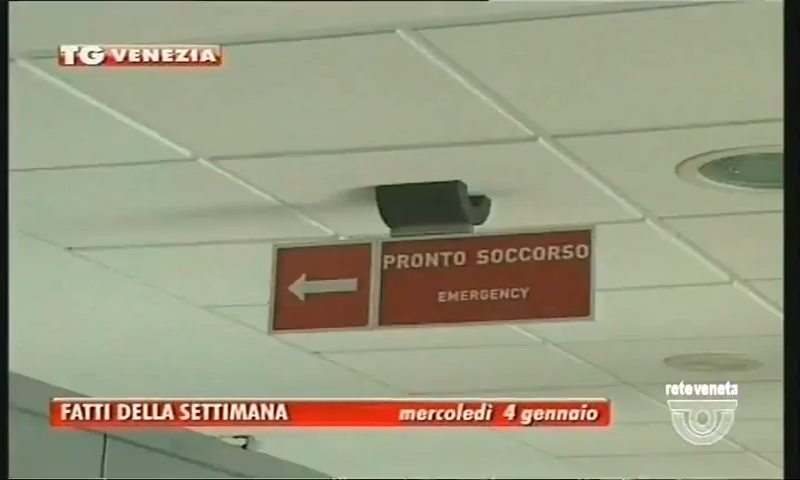 TG VENEZIA
PRONTO SOCCORSO
EMERGENCY
FATTI DELLA SETTIMANA mercoledì 4 gennaio
reteveneta